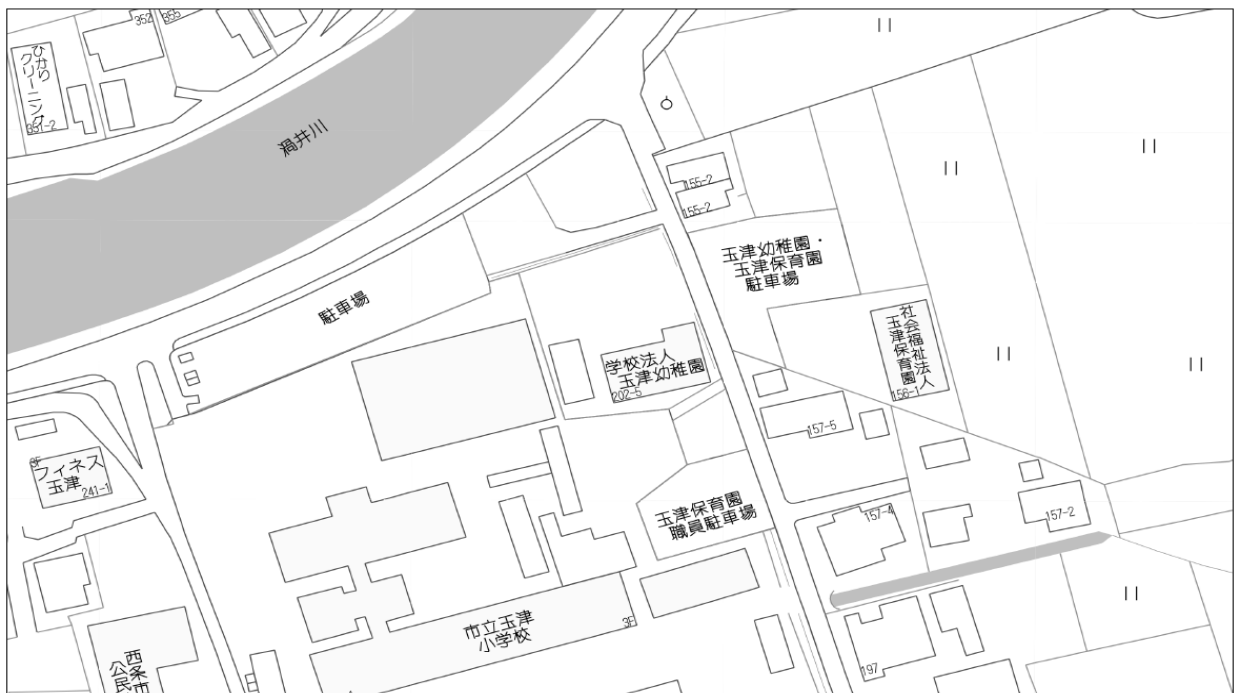 352
355
ひかり
クリーニング
351-2
渦井川
155-2
155-2
玉津幼稚園・
玉津保育園
駐車場
駐車場
社会福祉法人
玉津保育園
156-1
学校法人
玉津幼稚園
202-5
157-5
3F
フィネス
玉津
241-1
玉津保育園
職員駐車場
157-4
157-2
市立玉津
小学校
3F
197
西条市
公民